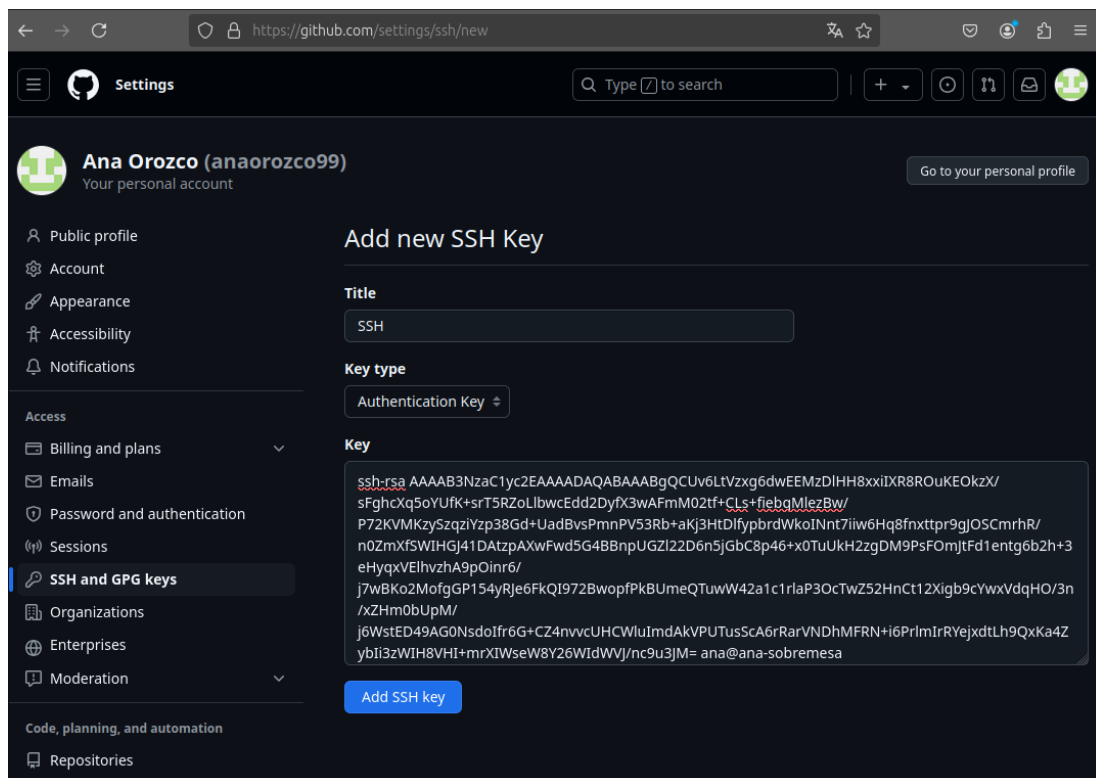 https://github.com/settings/ssh/new
Settings
Type / to search
Ana Orozco (anaorozco99)
Your personal account
Go to your personal profile
Public profile
Account
Appearance
Accessibility
Notifications
Access
Billing and plans
Emails
Password and authentication
Sessions
SSH and GPG keys
Organizations
Enterprises
Moderation
Code, planning, and automation
Repositories
Add new SSH Key
Title
SSH
Key type
Authentication Key
Key
ssh-rsa AAAAB3NzaC1yc2EAAAADAQABAAABgQCUv6LtVzxg6dwEEMzDlHH8xxiIXR8ROuKEOkzX/
sFghcXq5oYUfK+srT5RZoLlbwcEdd2DyfX3wAFmM02tf+CLs+fiebgMlezBw/
P72KVMKzySzqziYzp38Gd+UadBvsPmnPV53Rb+aKj3HtDlfypbrdWkoINnt7iiw6Hq8fnxttpr9gJOSCmrhR/
n0ZmXfSWIHGJ41DAtzpAXwFwd5G4BBnpUGZl22D6n5jGbC8p46+x0TuUkH2zgDM9PsFOmJtFd1entg6b2h+3
eHyqxVElhvzhA9pOinr6/
j7wBKo2MofgGP154yRJe6FkQI972BwopfPkBUmeQTuwW42a1c1rlaP3OcTwZ52HnCt12Xigb9cYwxVdqHO/3n
/xZHm0bUpM/
j6WstED49AG0NsdoIfr6G+CZ4nvvcUHCWluImdAkVPUTusScA6rRarVNDhMFRN+i6PrlmIrRYejxdtLh9QxKa4Z
ybIi3zWIH8VHI+mrXIWseW8Y26WIdWVJ/nc9u3JM= ana@ana-sobremesa
Add SSH key